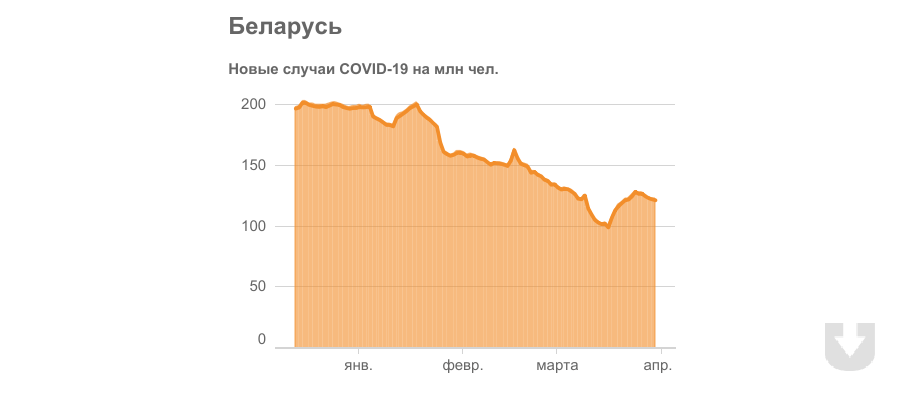 Беларусь
Новые случаи COVID-19 на млн чел.
200
150
100
50
0
янв. февр. марта апр.